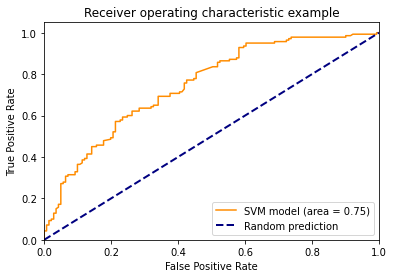 Receiver operating characteristic example
True Positive Rate
1.0
0.8
0.6
0.4
0.2
0.0
SVM model (area = 0.75)
Random prediction
0.0 0.2 0.4 0.6 0.8 1.0
False Positive Rate